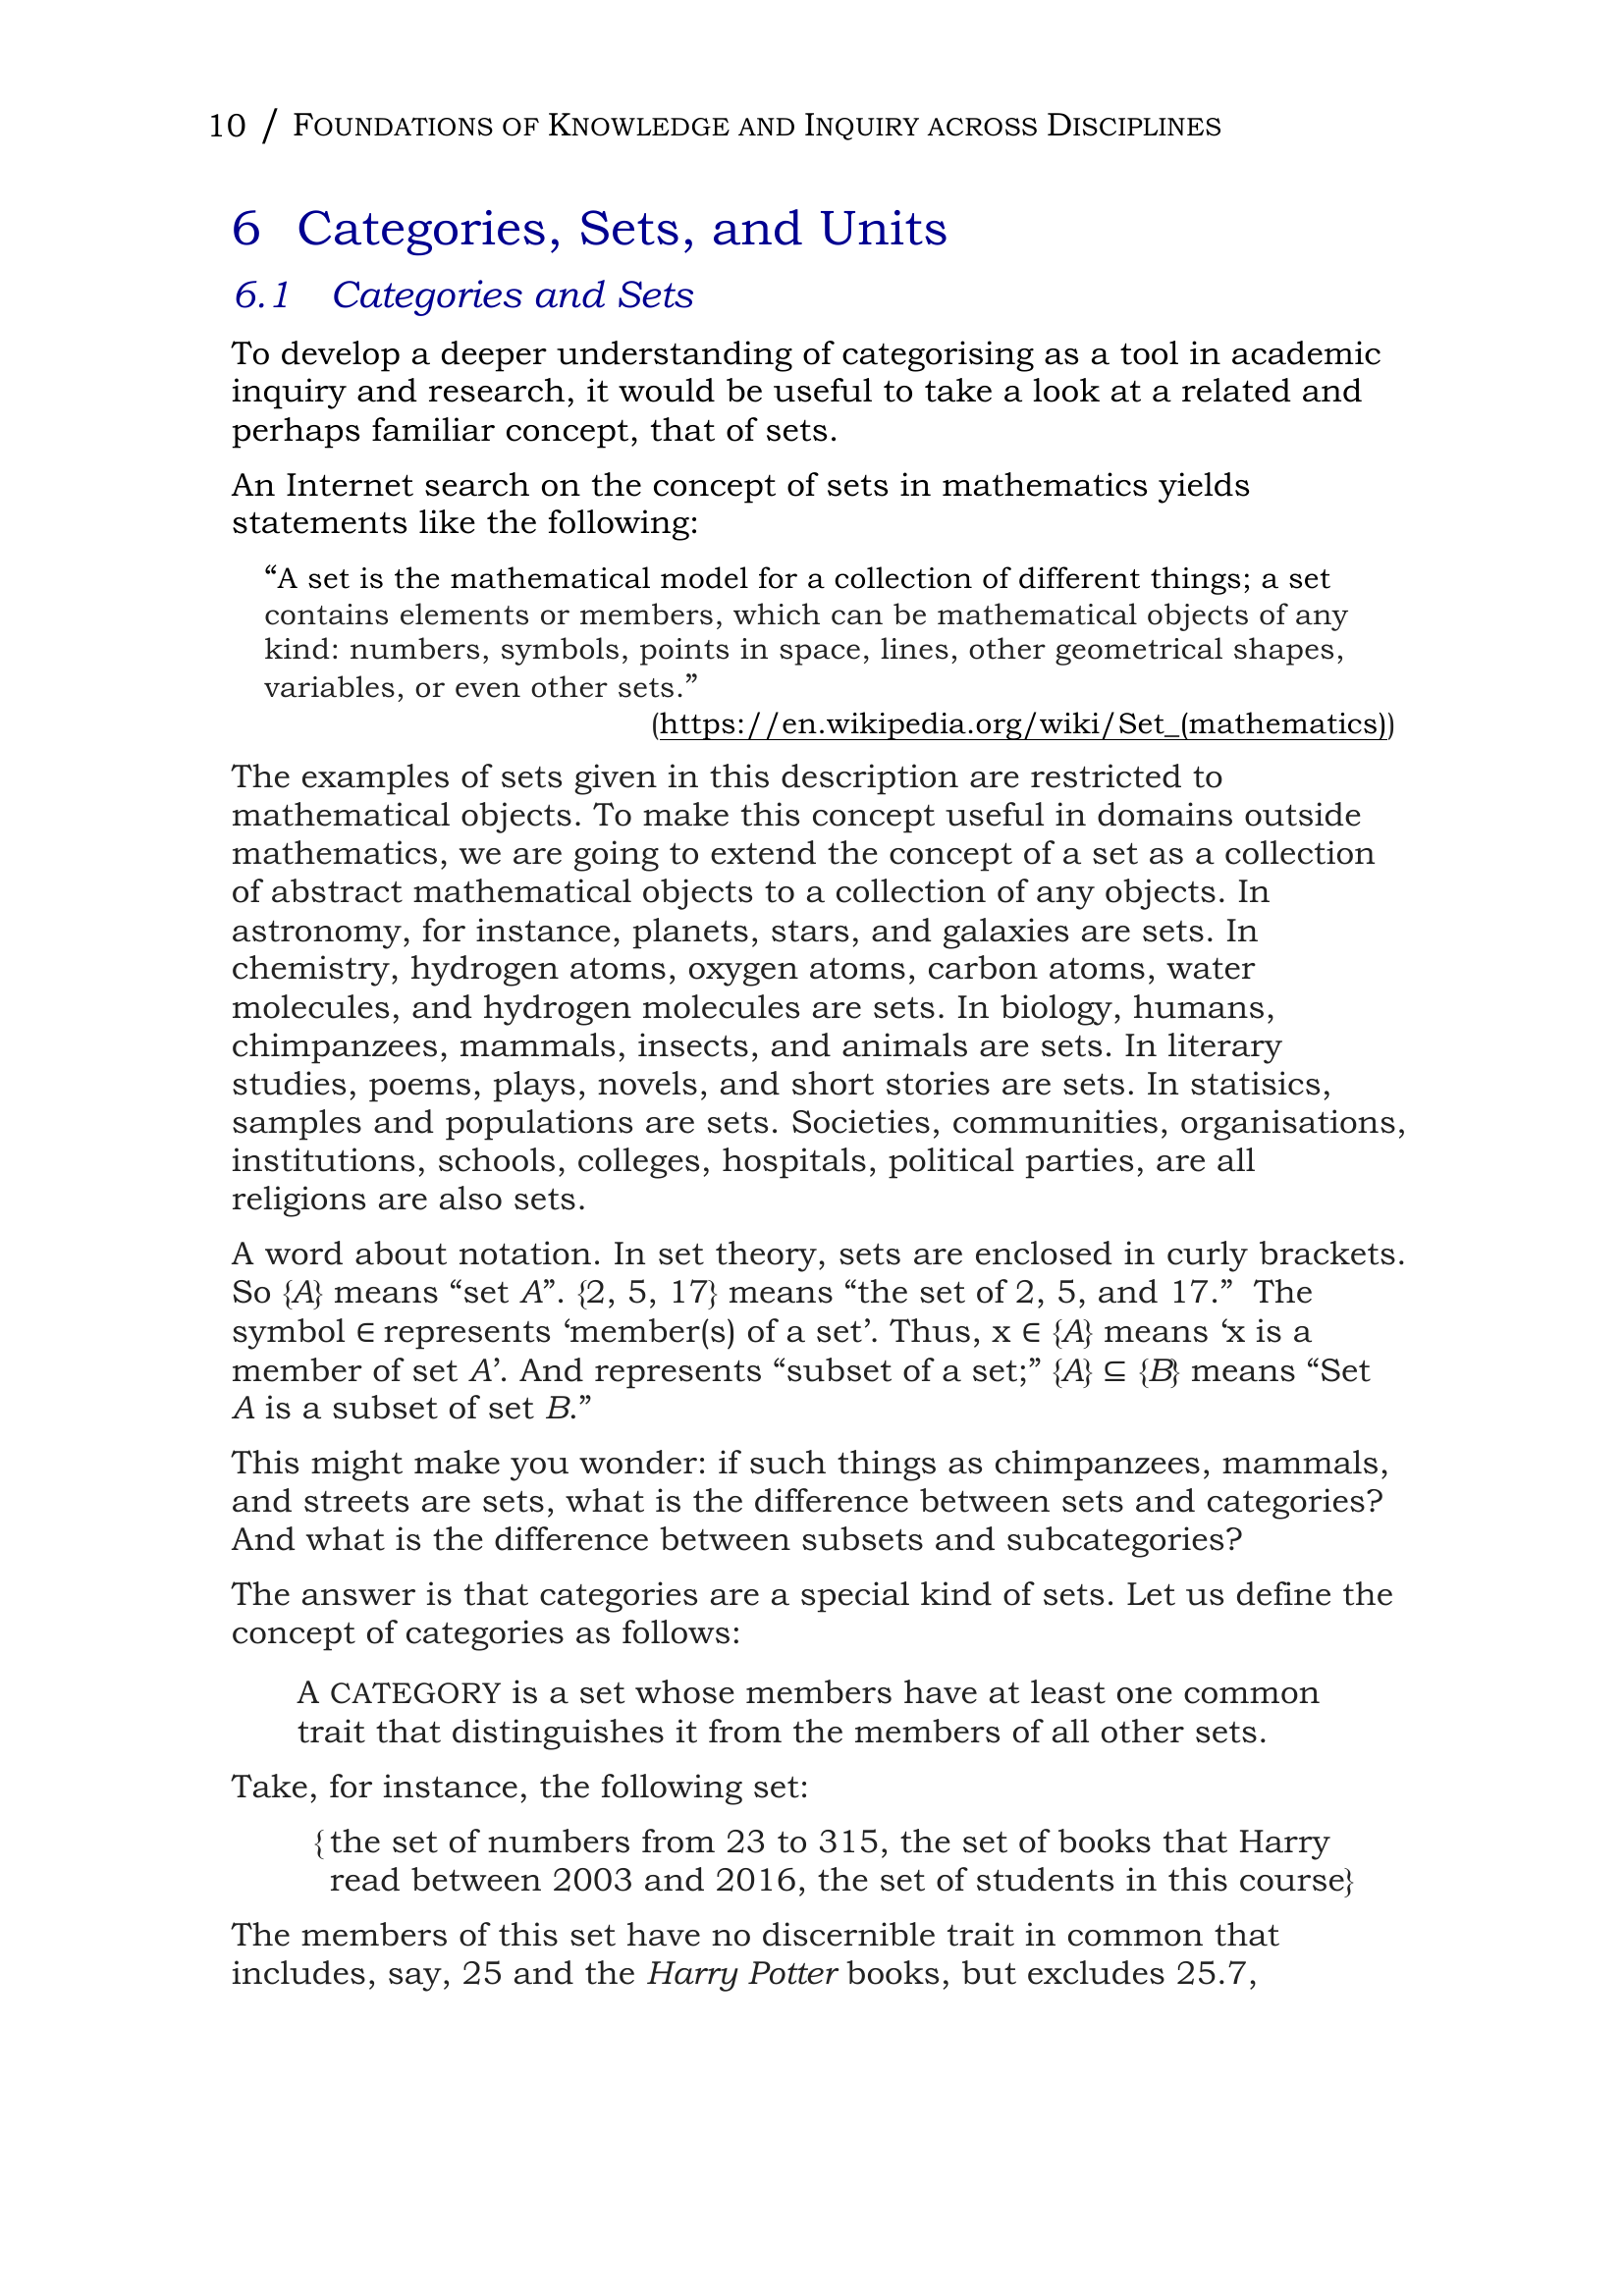 10 / FOUNDATIONS OF KNOWLEDGE AND INQUIRY ACROSS DISCIPLINES
6 Categories, Sets, and Units
6.1 Categories and Sets
To develop a deeper understanding of categorising as a tool in academic
inquiry and research, it would be useful to take a look at a related and
perhaps familiar concept, that of sets.
An Internet search on the concept of sets in mathematics yields
statements like the following:
“A set is the mathematical model for a collection of different things; a set
contains elements or members, which can be mathematical objects of any
kind: numbers, symbols, points in space, lines, other geometrical shapes,
variables, or even other sets.”
(https://en.wikipedia.org/wiki/Set_(mathematics))
The examples of sets given in this description are restricted to
mathematical objects. To make this concept useful in domains outside
mathematics, we are going to extend the concept of a set as a collection
of abstract mathematical objects to a collection of any objects. In
astronomy, for instance, planets, stars, and galaxies are sets. In
chemistry, hydrogen atoms, oxygen atoms, carbon atoms, water
molecules, and hydrogen molecules are sets. In biology, humans,
chimpanzees, mammals, insects, and animals are sets. In literary
studies, poems, plays, novels, and short stories are sets. In statisics,
samples and populations are sets. Societies, communities, organisations,
institutions, schools, colleges, hospitals, political parties, are all
religions are also sets.
A word about notation. In set theory, sets are enclosed in curly brackets.
So {A} means “set A”. {2, 5, 17} means “the set of 2, 5, and 17.”  The
symbol ∈ represents ‘member(s) of a set’. Thus, x ∈ {A} means ‘x is a
member of set A’. And represents “subset of a set;” {A} ⊆ {B} means “Set
A is a subset of set B.”
This might make you wonder: if such things as chimpanzees, mammals,
and streets are sets, what is the difference between sets and categories?
And what is the difference between subsets and subcategories?
The answer is that categories are a special kind of sets. Let us define the
concept of categories as follows:
A CATEGORY is a set whose members have at least one common
trait that distinguishes it from the members of all other sets.
Take, for instance, the following set:
{the set of numbers from 23 to 315, the set of books that Harry
read between 2003 and 2016, the set of students in this course}
The members of this set have no discernible trait in common that
includes, say, 25 and the Harry Potter books, but excludes 25.7,